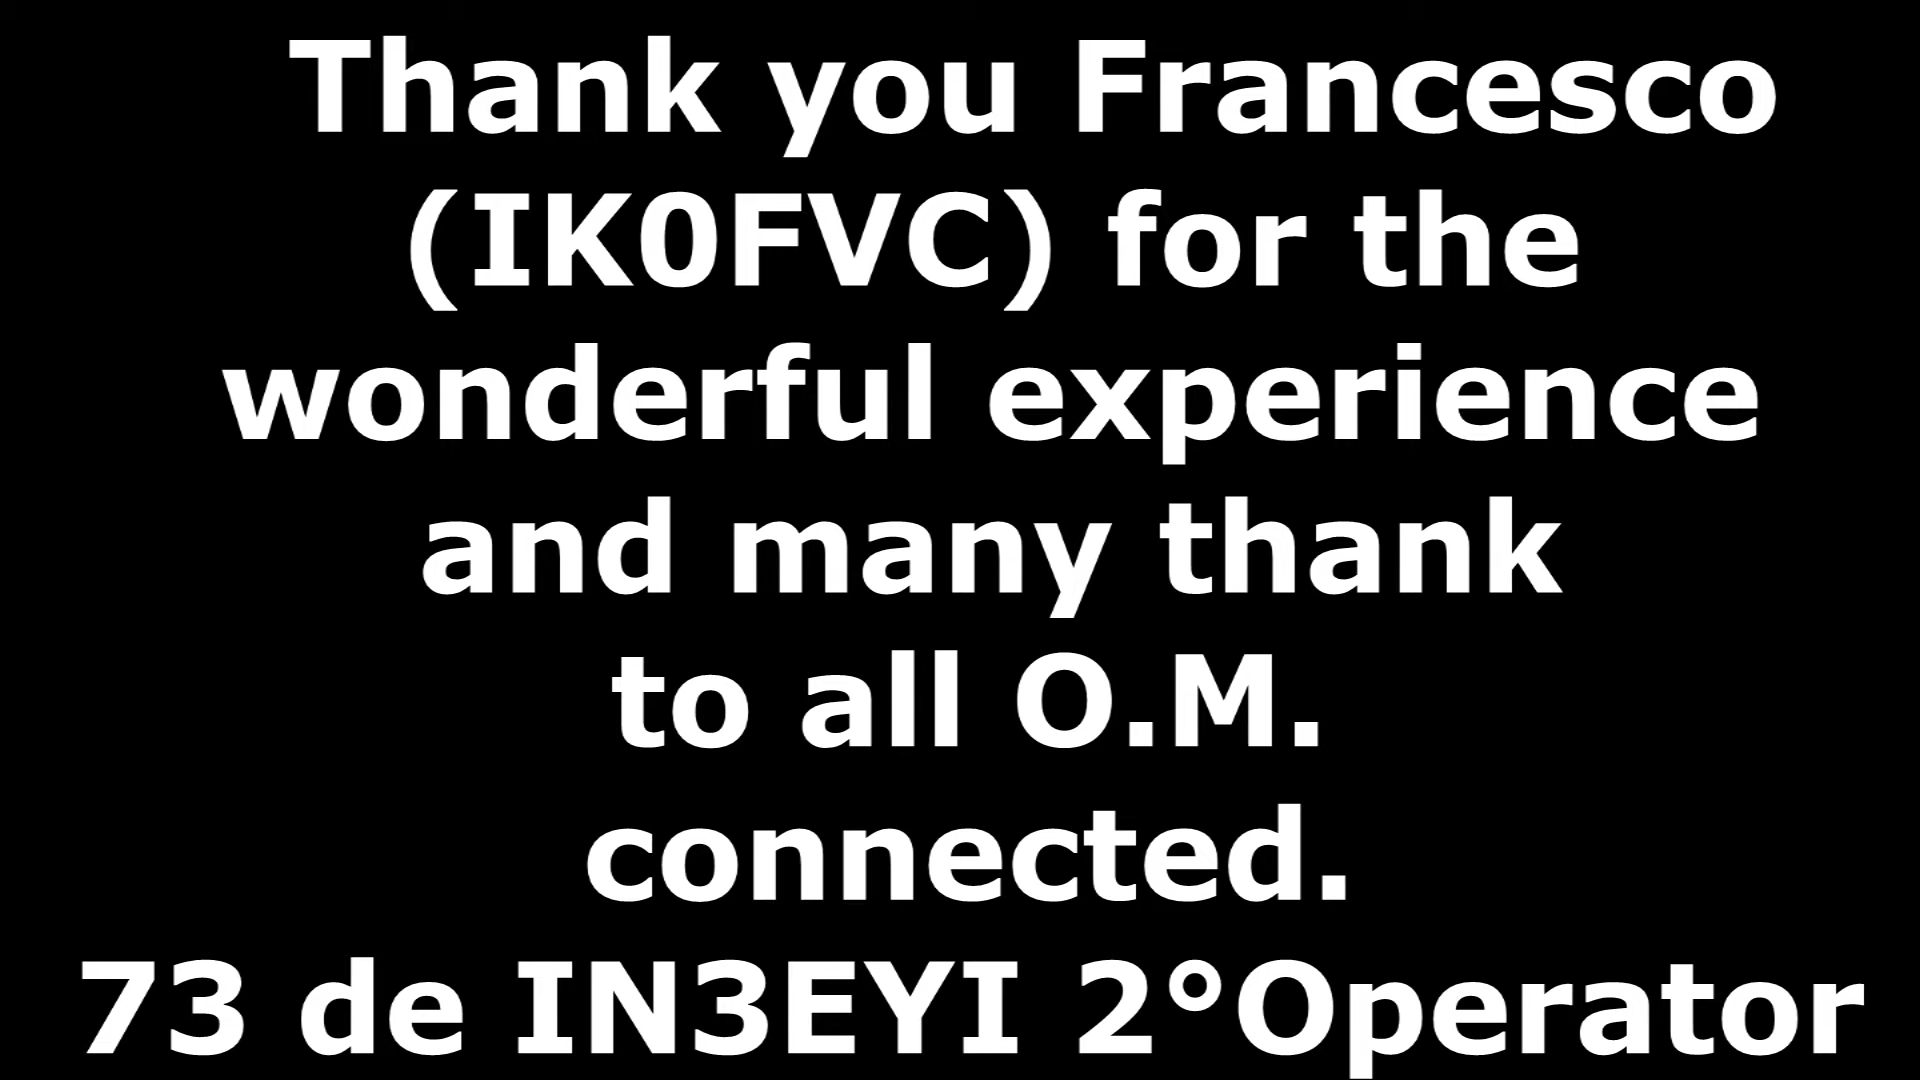 Thank you Francesco
(IK0FVC) for the
wonderful experience
and many thank
to all O.M.
connected.
73 de IN3EYI 2°Operator